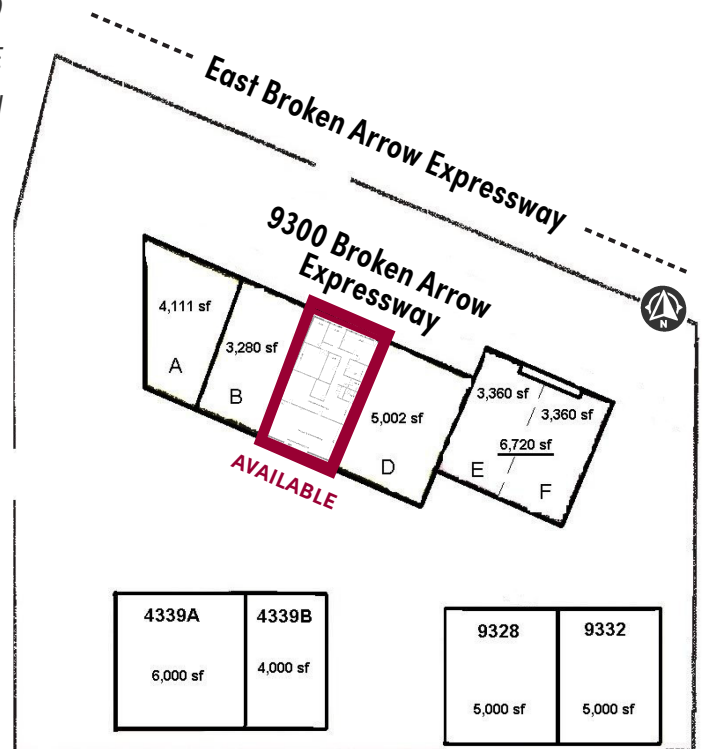 East Broken Arrow Expressway
9300 Broken Arrow
Expressway
N
4,111 sf
A
3,280 sf
B
AVAILABLE
5,002 sf
D
3,360 sf
3,360 sf
6,720 sf
E
F
4339A
6,000 sf
4339B
4,000 sf
9328
5,000 sf
9332
5,000 sf